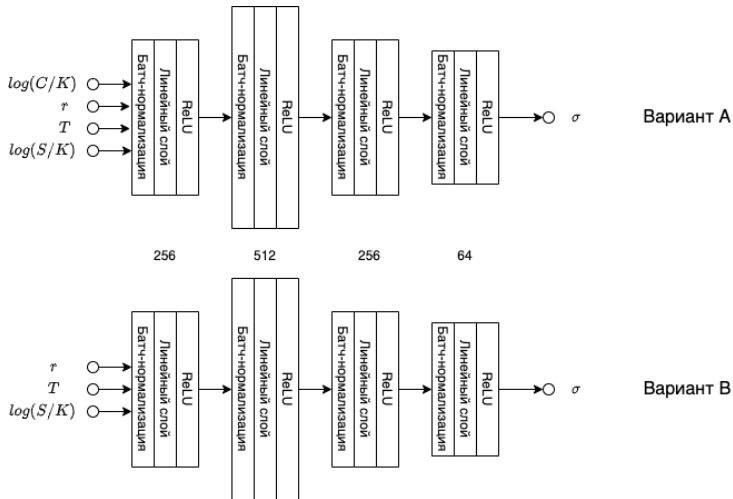 log(C/K)
r
T
log(S/K)
Батч-нормализация
Линейный слой
ReLU
Батч-нормализация
Линейный слой
ReLU
Батч-нормализация
Линейный слой
ReLU
Батч-нормализация
Линейный слой
ReLU
σ
Вариант A
256
512
256
64
r
T
log(S/K)
Батч-нормализация
Линейный слой
ReLU
Батч-нормализация
Линейный слой
ReLU
Батч-нормализация
Линейный слой
ReLU
Батч-нормализация
Линейный слой
ReLU
σ
Вариант B